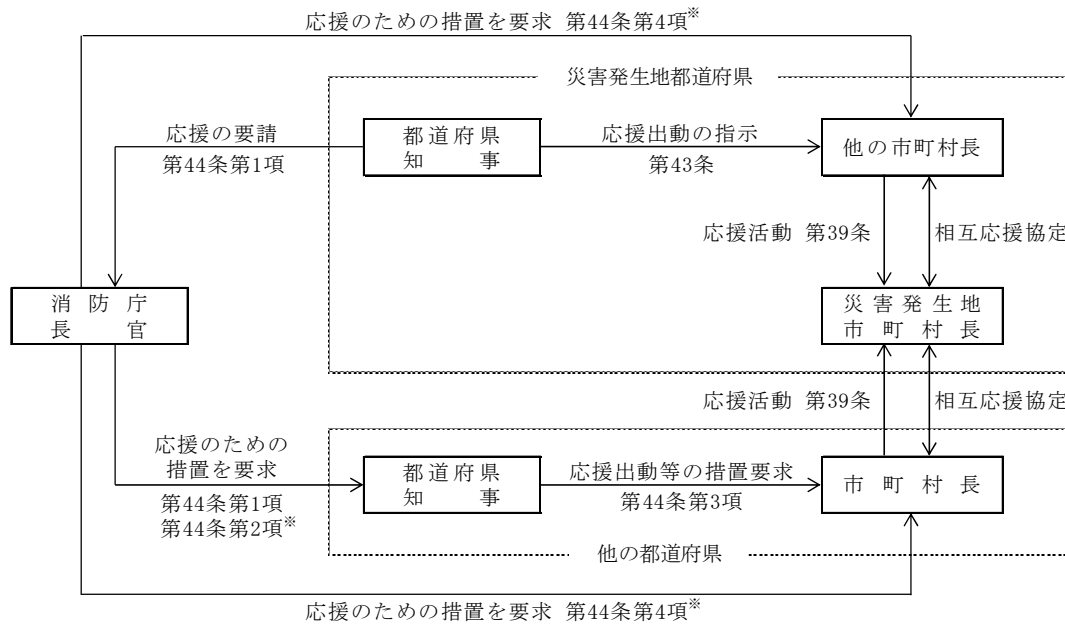 応援のための措置を要求 第44条第4項※
災害発生地都道府県
応援の要請
第44条第1項
都道府県
知事
応援出動の指示
第43条
他の市町村長
応援活動 第39条
相互応援協定
消防庁
長官
災害発生地
市町村長
応援活動 第39条
相互応援協定
応援のための
措置を要求
第44条第1項
第44条第2項※
都道府県
知事
応援出動等の措置要求
第44条第3項
市町村長
他の都道府県
応援のための措置を要求 第44条第4項※